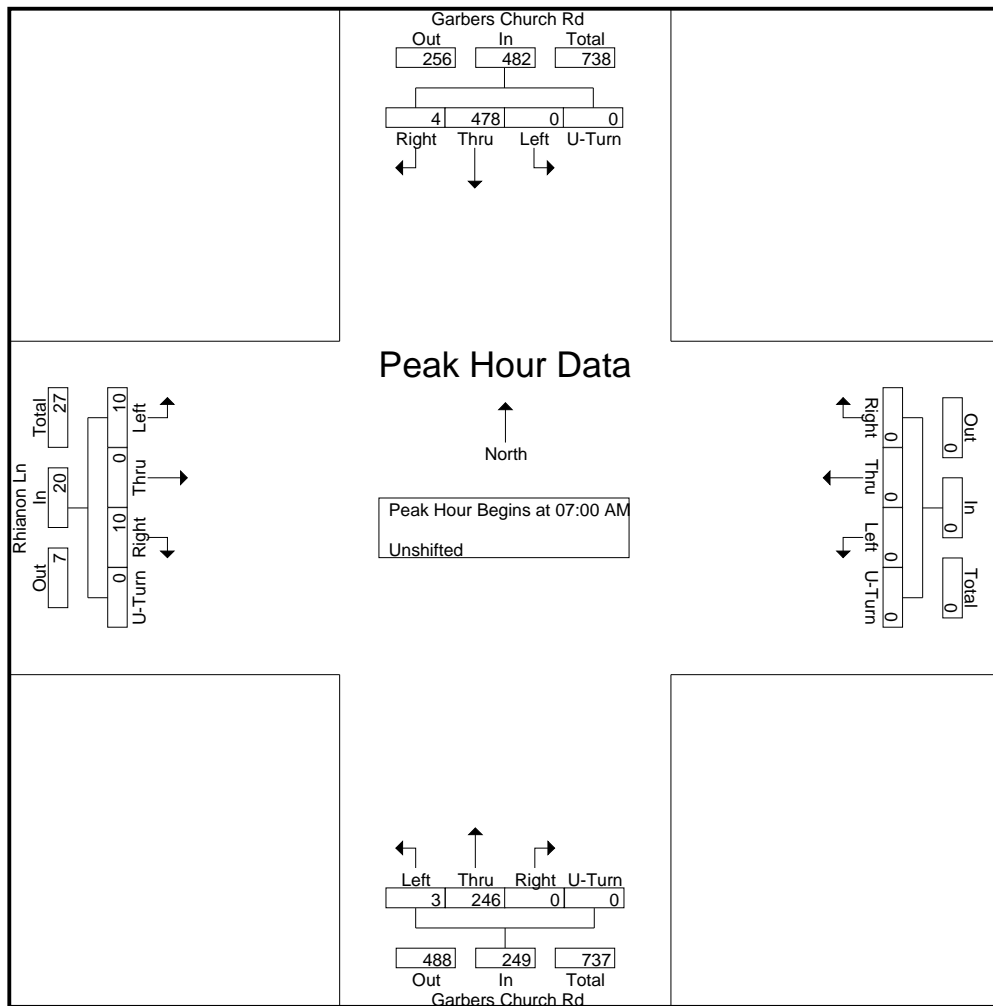 Garbers Church Rd
Out In Total
256 482 738
4 478 0 0
Right Thru Left U-Turn
Peak Hour Data
North
Peak Hour Begins at 07:00 AM
Unshifted
Rhianon Ln
Out In Total
7 20 27
Left Thru Right U-Turn
10 0 10 0
Right Thru Left U-Turn
0 0 0 0
Out In Total
0 0 0
Left Thru Right U-Turn
3 246 0 0
488 249 737
Out In Total
Garbers Church Rd